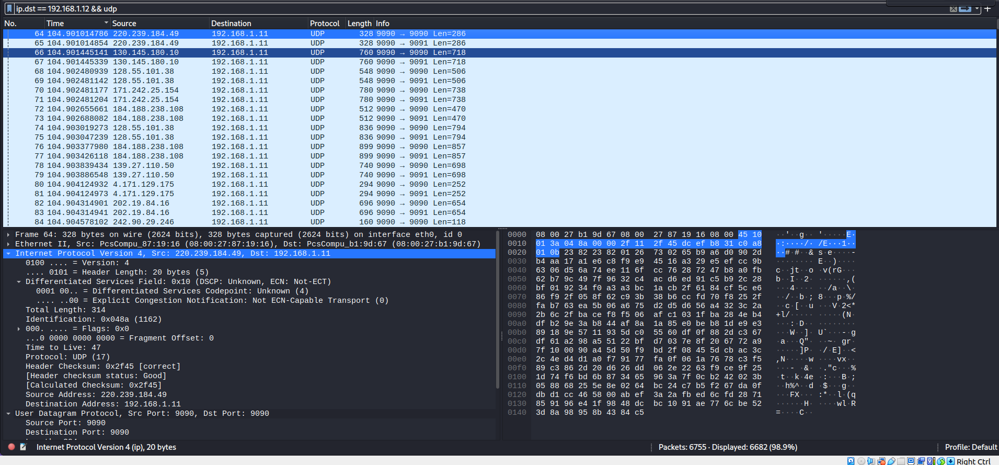 ip.dst == 192.168.1.12 && udp
No. Time Source Destination Protocol Length Info
64 104.901014786 220.239.184.49 192.168.1.11 UDP 328 9090 → 9090 Len=286
65 104.901014854 220.239.184.49 192.168.1.11 UDP 328 9090 → 9091 Len=286
66 104.901445141 130.145.180.10 192.168.1.11 UDP 760 9090 → 9090 Len=718
67 104.901445339 130.145.180.10 192.168.1.11 UDP 760 9090 → 9091 Len=718
68 104.902480939 128.55.101.38 192.168.1.11 UDP 548 9090 → 9090 Len=506
69 104.902481142 128.55.101.38 192.168.1.11 UDP 548 9090 → 9091 Len=506
70 104.902481177 171.242.25.154 192.168.1.11 UDP 780 9090 → 9090 Len=738
71 104.902481204 171.242.25.154 192.168.1.11 UDP 780 9090 → 9091 Len=738
72 104.902655661 184.188.238.108 192.168.1.11 UDP 512 9090 → 9090 Len=470
73 104.902688082 184.188.238.108 192.168.1.11 UDP 512 9090 → 9091 Len=470
74 104.903019273 128.55.101.38 192.168.1.11 UDP 836 9090 → 9090 Len=794
75 104.903047239 128.55.101.38 192.168.1.11 UDP 836 9090 → 9091 Len=794
76 104.903377980 184.188.238.108 192.168.1.11 UDP 899 9090 → 9090 Len=857
77 104.903426118 184.188.238.108 192.168.1.11 UDP 899 9090 → 9091 Len=857
78 104.903839434 139.27.110.50 192.168.1.11 UDP 740 9090 → 9090 Len=698
79 104.903886548 139.27.110.50 192.168.1.11 UDP 740 9090 → 9091 Len=698
80 104.904124932 4.171.129.175 192.168.1.11 UDP 294 9090 → 9090 Len=252
81 104.904124973 4.171.129.175 192.168.1.11 UDP 294 9090 → 9091 Len=252
82 104.904314901 202.19.84.16 192.168.1.11 UDP 696 9090 → 9090 Len=654
83 104.904314941 202.19.84.16 192.168.1.11 UDP 696 9090 → 9091 Len=654
84 104.904578102 242.90.29.246 192.168.1.11 UDP 160 9090 → 9090 Len=118
Frame 64: 328 bytes on wire (2624 bits), 328 bytes captured (2624 bits) on interface eth0, id 0
Ethernet II, Src: PcsCompu_87:19:16 (08:00:27:87:19:16), Dst: PcsCompu_b1:9d:67 (08:00:27:b1:9d:67)
Internet Protocol Version 4, Src: 220.239.184.49, Dst: 192.168.1.11
0100 .... = Version: 4
.... 0101 = Header Length: 20 bytes (5)
Differentiated Services Field: 0x10 (DSCP: Unknown, ECN: Not-ECT)
0001 00.. = Differentiated Services Codepoint: Unknown (4)
.... ..00 = Explicit Congestion Notification: Not ECN-Capable Transport (0)
Total Length: 314
Identification: 0x048a (1162)
000. .... = Flags: 0x0
...0 0000 0000 0000 = Fragment Offset: 0
Time to Live: 47
Protocol: UDP (17)
Header Checksum: 0x2f45 [correct]
[Header checksum status: Good]
[Calculated Checksum: 0x2f45]
Source Address: 220.239.184.49
Destination Address: 192.168.1.11
User Datagram Protocol, Src Port: 9090, Dst Port: 9090
Source Port: 9090
Destination Port: 9090
0000 08 00 27 b1 9d 67 08 00 27 87 19 16 08 00 45 10 ··'··g·· '·····E·
0010 01 3a 04 8a 00 00 2f 11 2f 45 dc ef b8 31 c0 a8 ·:····/· /E···1··
0020 01 0b 23 82 23 82 01 26 73 02 65 b9 a6 d0 90 2d ··#·#··& s·e····-
0030 b4 aa 17 a1 e6 c8 f9 e9 45 16 a3 29 e5 ef cc 9b ········ E··)····
0040 63 06 d5 6a 74 ee 11 6f cc 76 28 72 47 b8 a0 fb c··jt··o ·v(rG···
0050 62 b7 9c 49 7f 96 32 c4 ac d6 ed 91 c5 b9 2c 28 b··I··2· ······,(
0060 bf 01 92 34 f0 a3 a3 bc 1a cb 2f 61 84 cf 5c e6 ···4···· ··/a··\·
0070 86 f9 2f 05 8f 62 c9 3b 38 b6 cc fd 70 f8 25 2f ··/··b·; 8···p·%/
0080 fa b7 63 ea 5b 06 a6 75 d2 d5 d6 56 a4 32 3c 2a ··c·[··u ···V·2<*
0090 2b 6c 2f ba ce f8 f5 06 af c1 03 1f ba 28 4e b4 +l/····· ·····(N·
00a0 df b2 9e 3a b8 44 af 8a 1a 85 e0 be b8 1d e9 e3 ···:·D·· ········
00b0 89 18 9e 57 11 93 5d c0 55 60 df 0f 88 2d c3 67 ···W··]· U`···-·g
00c0 df 61 a2 98 a5 51 22 bf d7 03 7e 8f 20 67 72 a9 ·a···Q"· ··~· gr·
00d0 7f 10 00 90 a4 5d 50 f9 bd 2f 08 45 5d cb ac 3c ·····]P· ·/·E]··<
00e0 2c 4e d4 d1 a0 f7 91 77 fa 0f 06 1a 76 78 c3 f5 ,N·····w ····vx··
00f0 89 c3 86 2d 20 d6 26 dd 06 2e 22 63 f9 ce 9f 25 ···- ·&· ·."c···%
0100 1d 74 f6 bd 6b 87 34 65 96 3a 7f 0c b2 42 02 3b ·t··k·4e ·:···B·;
0110 05 88 68 25 5e 8e 02 64 bc 24 c7 b5 f2 67 da 0f ··h%^··d ·$···g··
0120 db d1 cc 46 58 00 ab ef 3a 2a fb ed 6c fd 28 71 ···FX··· :*··l·(q
0130 85 91 96 e4 1f 98 48 dc bc 10 91 ae 77 6c be 52 ······H· ····wl·R
0140 3d 8a 98 95 8b 43 84 c5 =····C··
Internet Protocol Version 4 (ip), 20 bytes
Packets: 6755 · Displayed: 6682 (98.9%)
Profile: Default
Right Ctrl